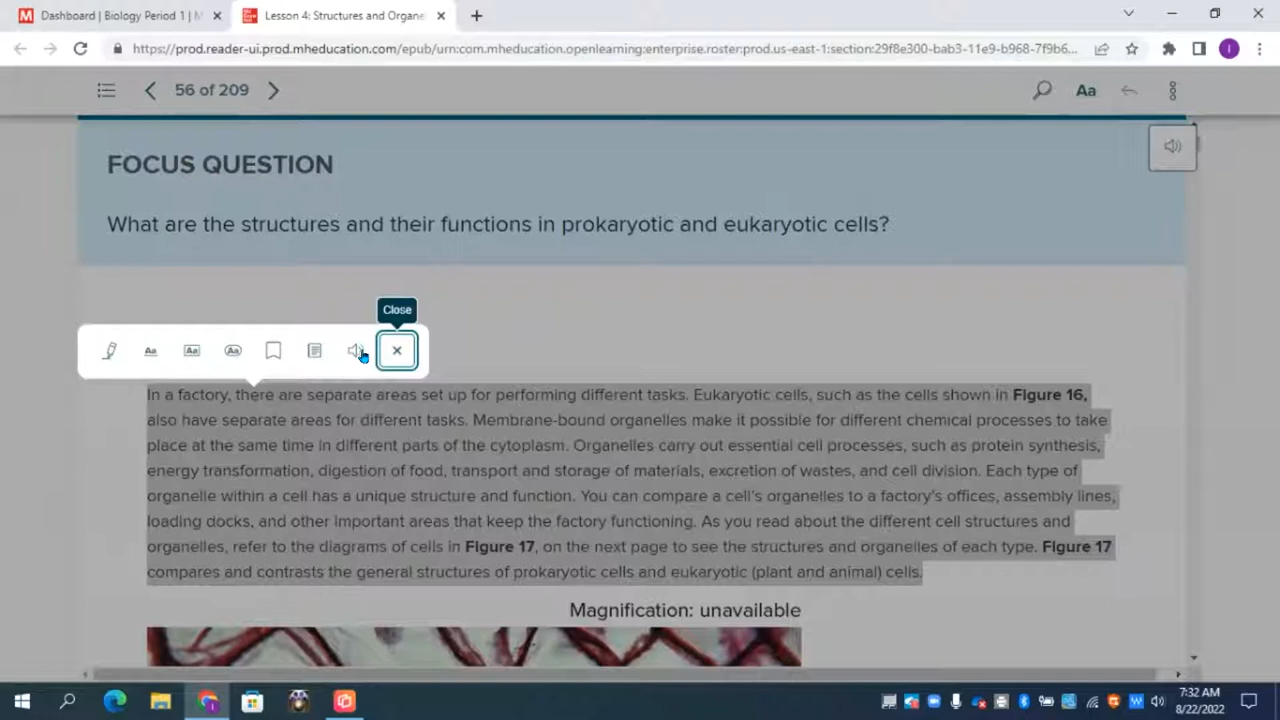 Dashboard | Biology Period 1 | M
Lesson 4: Structures and Organe
https://prod.reader-ui.prod.mheducation.com/epub/urn:com.mheducation.openlearning:enterprise.roster:prod.us-east-1:section:29f8e300-bab3-11e9-b968-7f9b6...
56 of 209
Aa
FOCUS QUESTION
What are the structures and their functions in prokaryotic and eukaryotic cells?
Close
Aa Aa Aa
In a factory, there are separate areas set up for performing different tasks. Eukaryotic cells, such as the cells shown in Figure 16,
also have separate areas for different tasks. Membrane-bound organelles make it possible for different chemical processes to take
place at the same time in different parts of the cytoplasm. Organelles carry out essential cell processes, such as protein synthesis,
energy transformation, digestion of food, transport and storage of materials, excretion of wastes, and cell division. Each type of
organelle within a cell has a unique structure and function. You can compare a cell's organelles to a factory's offices, assembly lines,
loading docks, and other important areas that keep the factory functioning. As you read about the different cell structures and
organelles, refer to the diagrams of cells in Figure 17, on the next page to see the structures and organelles of each type. Figure 17
compares and contrasts the general structures of prokaryotic cells and eukaryotic (plant and animal) cells.
Magnification: unavailable
7:32 AM
8/22/2022